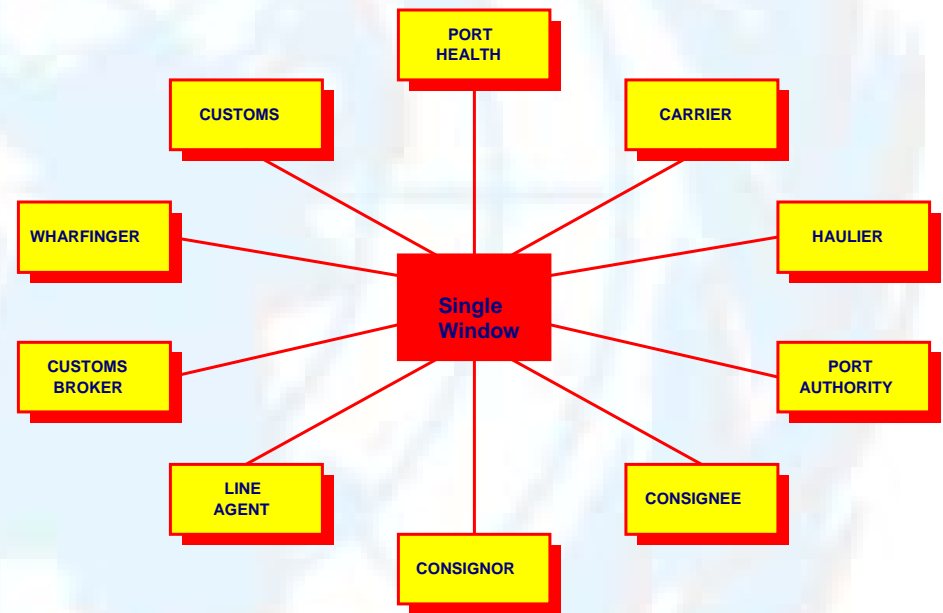 PORT
HEALTH
CUSTOMS
CARRIER
WHARFINGER
HAULIER
Single
Window
CUSTOMS
BROKER
PORT
AUTHORITY
LINE
AGENT
CONSIGNEE
CONSIGNOR